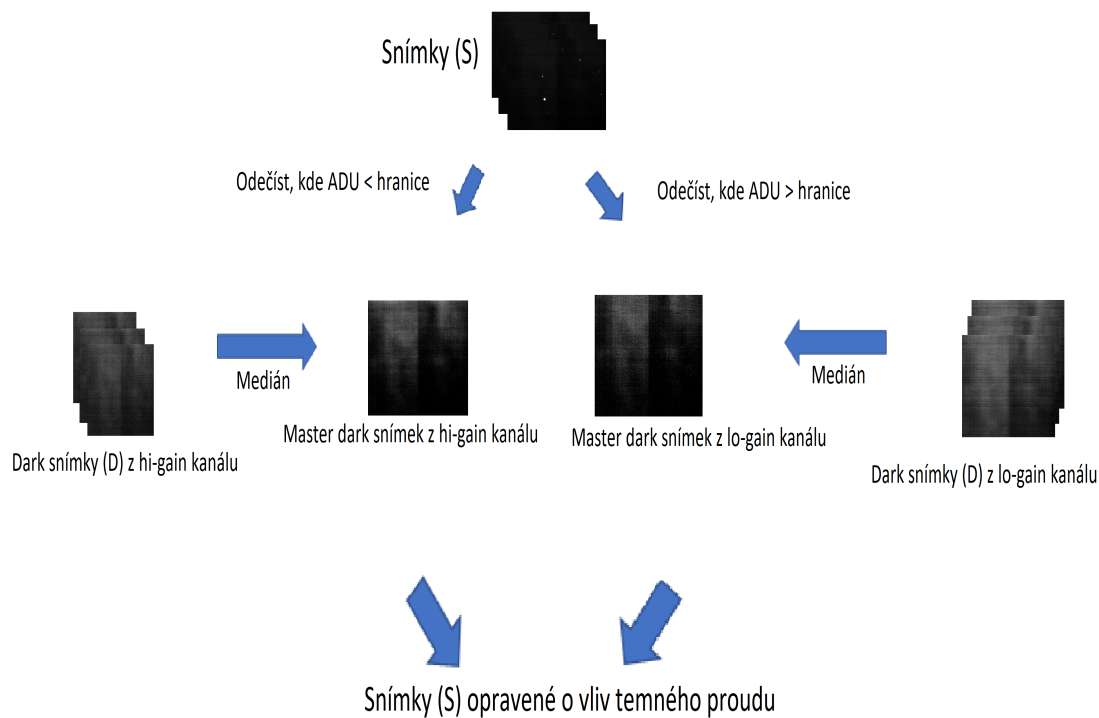 Snímky (S)
Odečíst, kde ADU < hranice
Odečíst, kde ADU > hranice
Medián
Medián
Master dark snímek z hi-gain kanálu
Master dark snímek z lo-gain kanálu
Dark snímky (D) z hi-gain kanálu
Dark snímky (D) z lo-gain kanálu
Snímky (S) opravené o vliv temného proudu